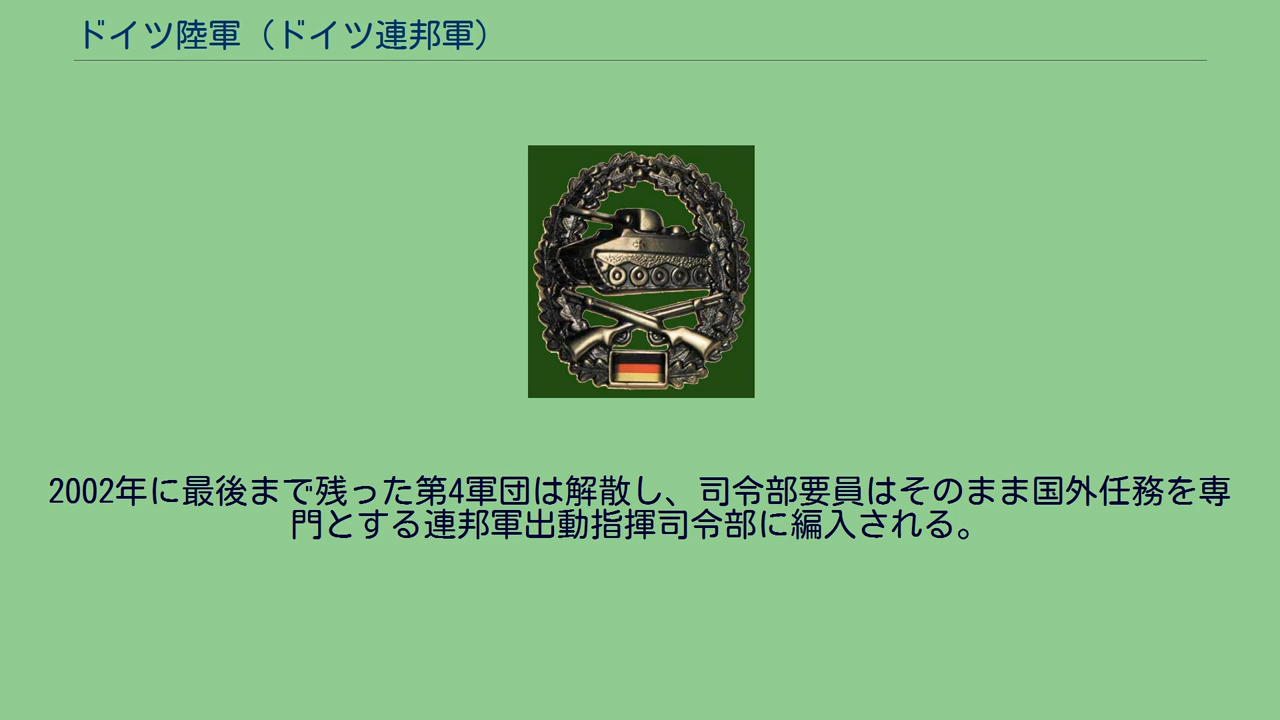 ドイツ陸軍（ドイツ連邦軍）
2002年に最後まで残った第4軍団は解散し、司令部要員はそのまま国外任務を専
門とする連邦軍出動指揮司令部に編入される。